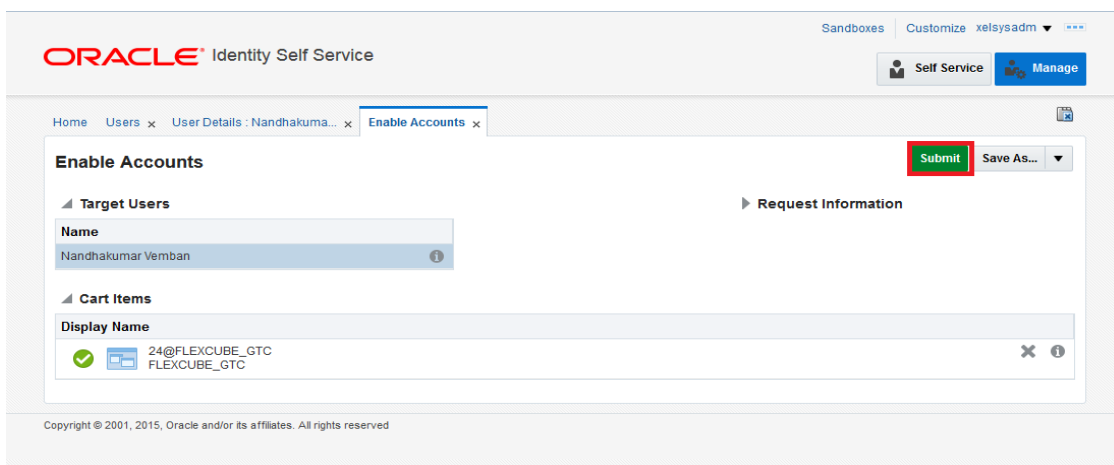 Sandboxes Customize xelsysadm
ORACLE Identity Self Service
Self Service Manage
Home Users x User Details : Nandhakuma... x Enable Accounts x
Enable Accounts
Submit Save As...
Target Users
Request Information
Name
Nandhakumar Vemban
Cart Items
Display Name
24@FLEXCUBE_GTC
FLEXCUBE_GTC
Copyright © 2001, 2015, Oracle and/or its affiliates. All rights reserved